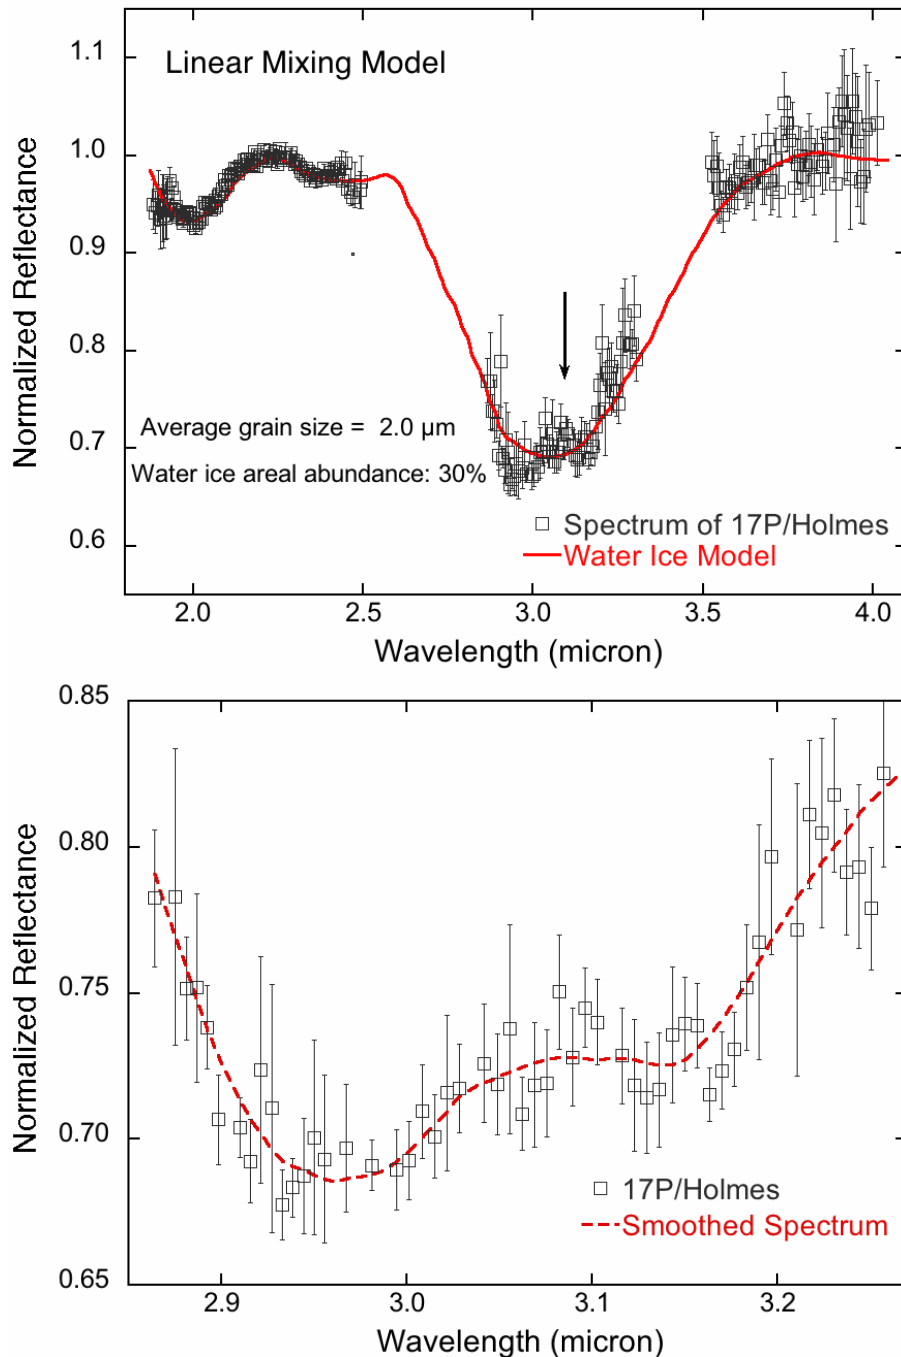 1.1
Linear Mixing Model
1.0
0.9
0.8
Normalized Reflectance
Average grain size = 2.0 µm
0.7
Water ice areal abundance: 30%
Spectrum of 17P/Holmes
0.6
Water Ice Model
2.0 2.5 3.0 3.5 4.0
Wavelength (micron)
0.85
0.80
Normalized Reflectance
0.75
0.70
17P/Holmes
Smoothed Spectrum
0.65
2.9 3.0 3.1 3.2
Wavelength (micron)